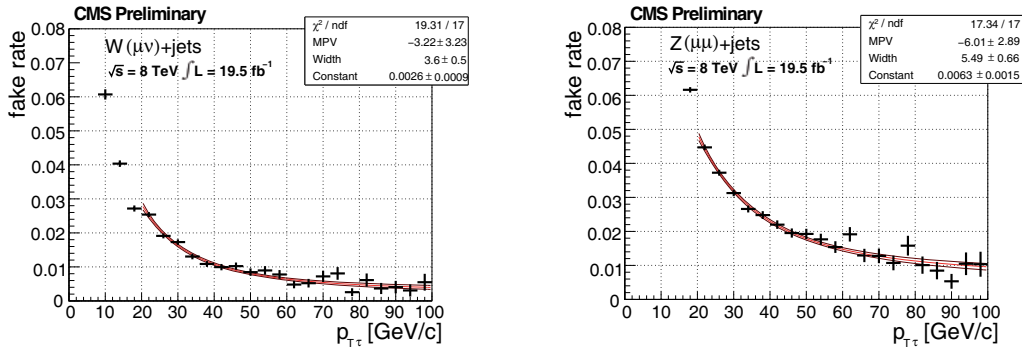 CMS Preliminary
χ² / ndf 19.31 / 17
MPV −3.22 ± 3.23
Width 3.6 ± 0.5
Constant 0.0026 ± 0.0009
W (μν)+jets
√s = 8 TeV ∫L = 19.5 fb⁻¹
fake rate
0.08
0.07
0.06
0.05
0.04
0.03
0.02
0.01
0
0 10 20 30 40 50 60 70 80 90 100
p_Tτ [GeV/c]
CMS Preliminary
χ² / ndf 17.34 / 17
MPV −6.01 ± 2.89
Width 5.49 ± 0.66
Constant 0.0063 ± 0.0015
Z (μμ)+jets
√s = 8 TeV ∫L = 19.5 fb⁻¹
fake rate
0.08
0.07
0.06
0.05
0.04
0.03
0.02
0.01
0
0 10 20 30 40 50 60 70 80 90 100
p_Tτ [GeV/c]